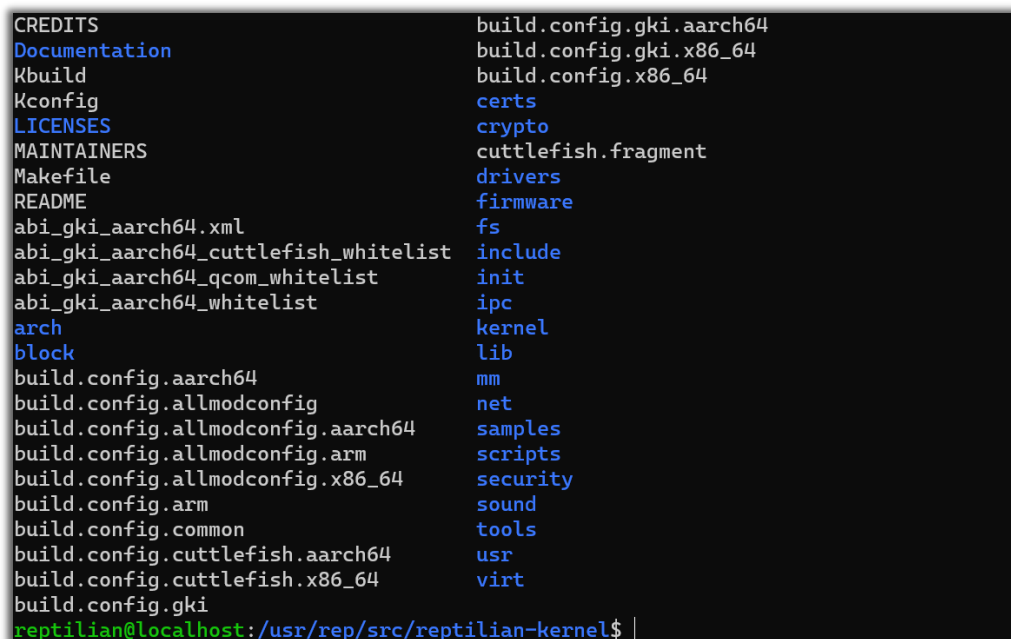 CREDITS build.config.gki.aarch64
Documentation build.config.gki.x86_64
Kbuild build.config.x86_64
Kconfig certs
LICENSES crypto
MAINTAINERS cuttlefish.fragment
Makefile drivers
README firmware
abi_gki_aarch64.xml fs
abi_gki_aarch64_cuttlefish_whitelist include
abi_gki_aarch64_qcom_whitelist init
abi_gki_aarch64_whitelist ipc
arch kernel
block lib
build.config.aarch64 mm
build.config.allmodconfig net
build.config.allmodconfig.aarch64 samples
build.config.allmodconfig.arm scripts
build.config.allmodconfig.x86_64 security
build.config.arm sound
build.config.common tools
build.config.cuttlefish.aarch64 usr
build.config.cuttlefish.x86_64 virt
build.config.gki
reptilian@localhost:/usr/rep/src/reptilian-kernel$